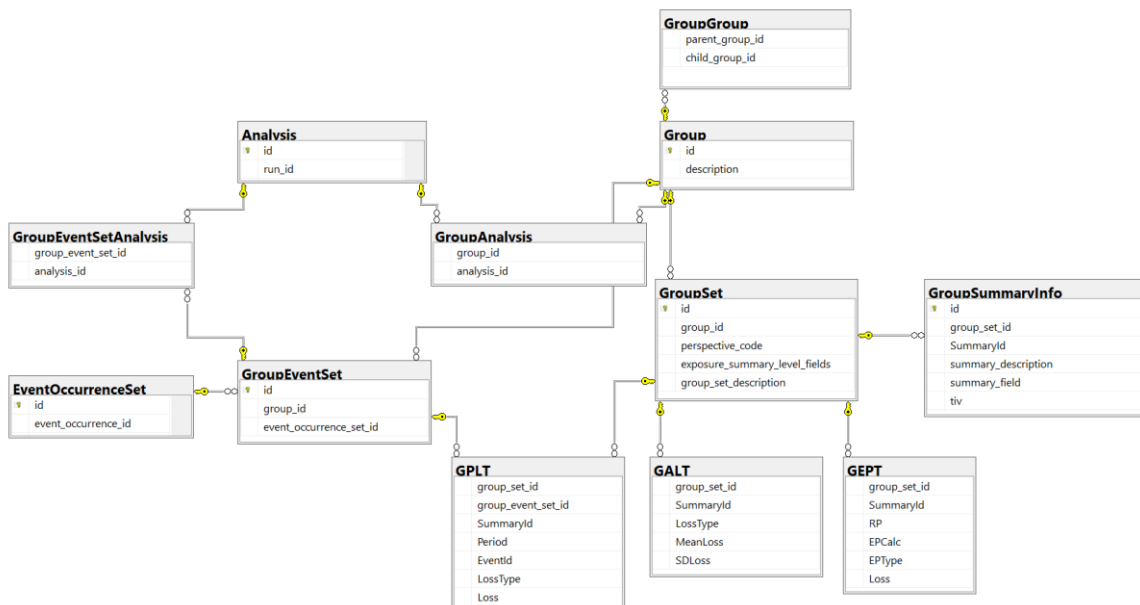 GroupGroup
parent_group_id
child_group_id
Analysis
id
run_id
Group
id
description
GroupEventSetAnalysis
group_event_set_id
analysis_id
GroupAnalysis
group_id
analysis_id
GroupSet
id
group_id
perspective_code
exposure_summary_level_fields
group_set_description
GroupSummaryInfo
id
group_set_id
SummaryId
summary_description
summary_field
tiv
EventOccurrenceSet
id
event_occurrence_id
GroupEventSet
id
group_id
event_occurrence_set_id
GPLT
group_set_id
group_event_set_id
SummaryId
Period
EventId
LossType
Loss
GALT
group_set_id
SummaryId
LossType
MeanLoss
SDLoss
GEPT
group_set_id
SummaryId
RP
EPCalc
EPType
Loss